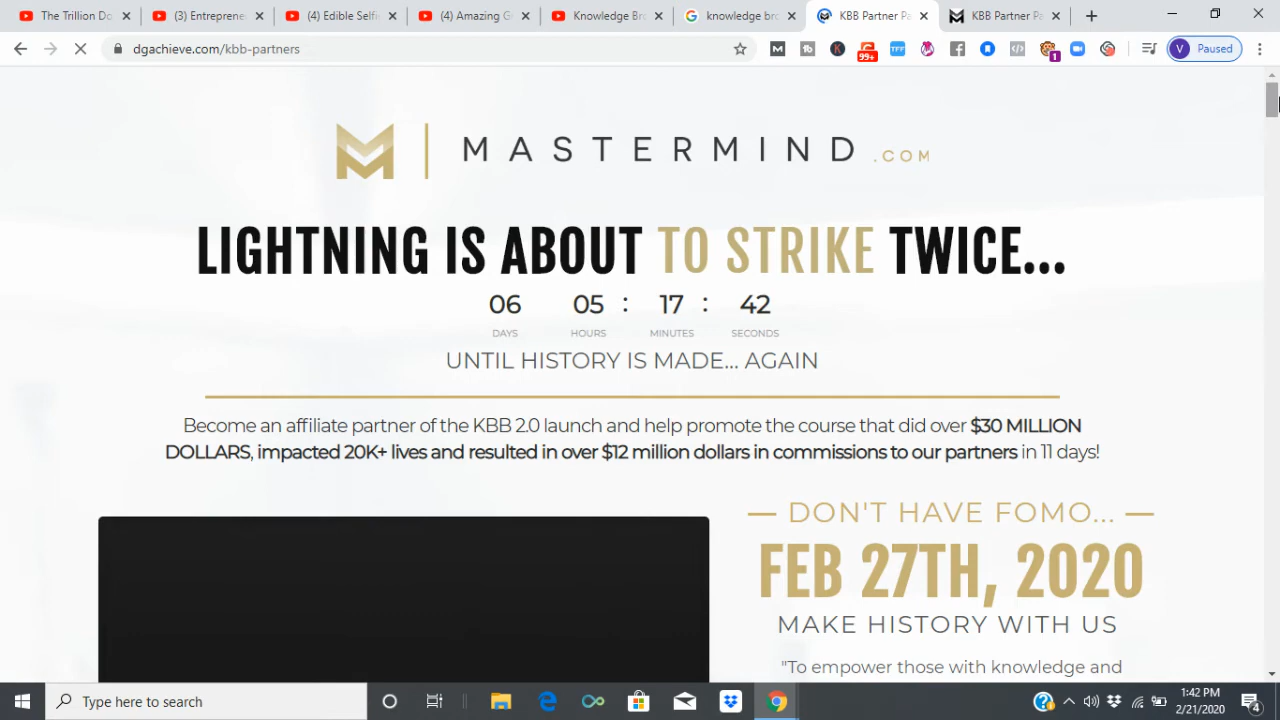 The Trillion Do
(3) Entreprene
(4) Edible Self
(4) Amazing G
Knowledge Bro
knowledge bro
KBB Partner Pa
KBB Partner Pa
dgachieve.com/kbb-partners
99+
1
V Paused
M | MASTERMIND.COM
LIGHTNING IS ABOUT TO STRIKE TWICE...
06 05 : 17 : 42
DAYS HOURS MINUTES SECONDS
UNTIL HISTORY IS MADE... AGAIN
Become an affiliate partner of the KBB 2.0 launch and help promote the course that did over $30 MILLION
DOLLARS, impacted 20K+ lives and resulted in over $12 million dollars in commissions to our partners in 11 days!
— DON'T HAVE FOMO... —
FEB 27TH, 2020
MAKE HISTORY WITH US
"To empower those with knowledge and
Type here to search
1:42 PM
2/21/2020
4